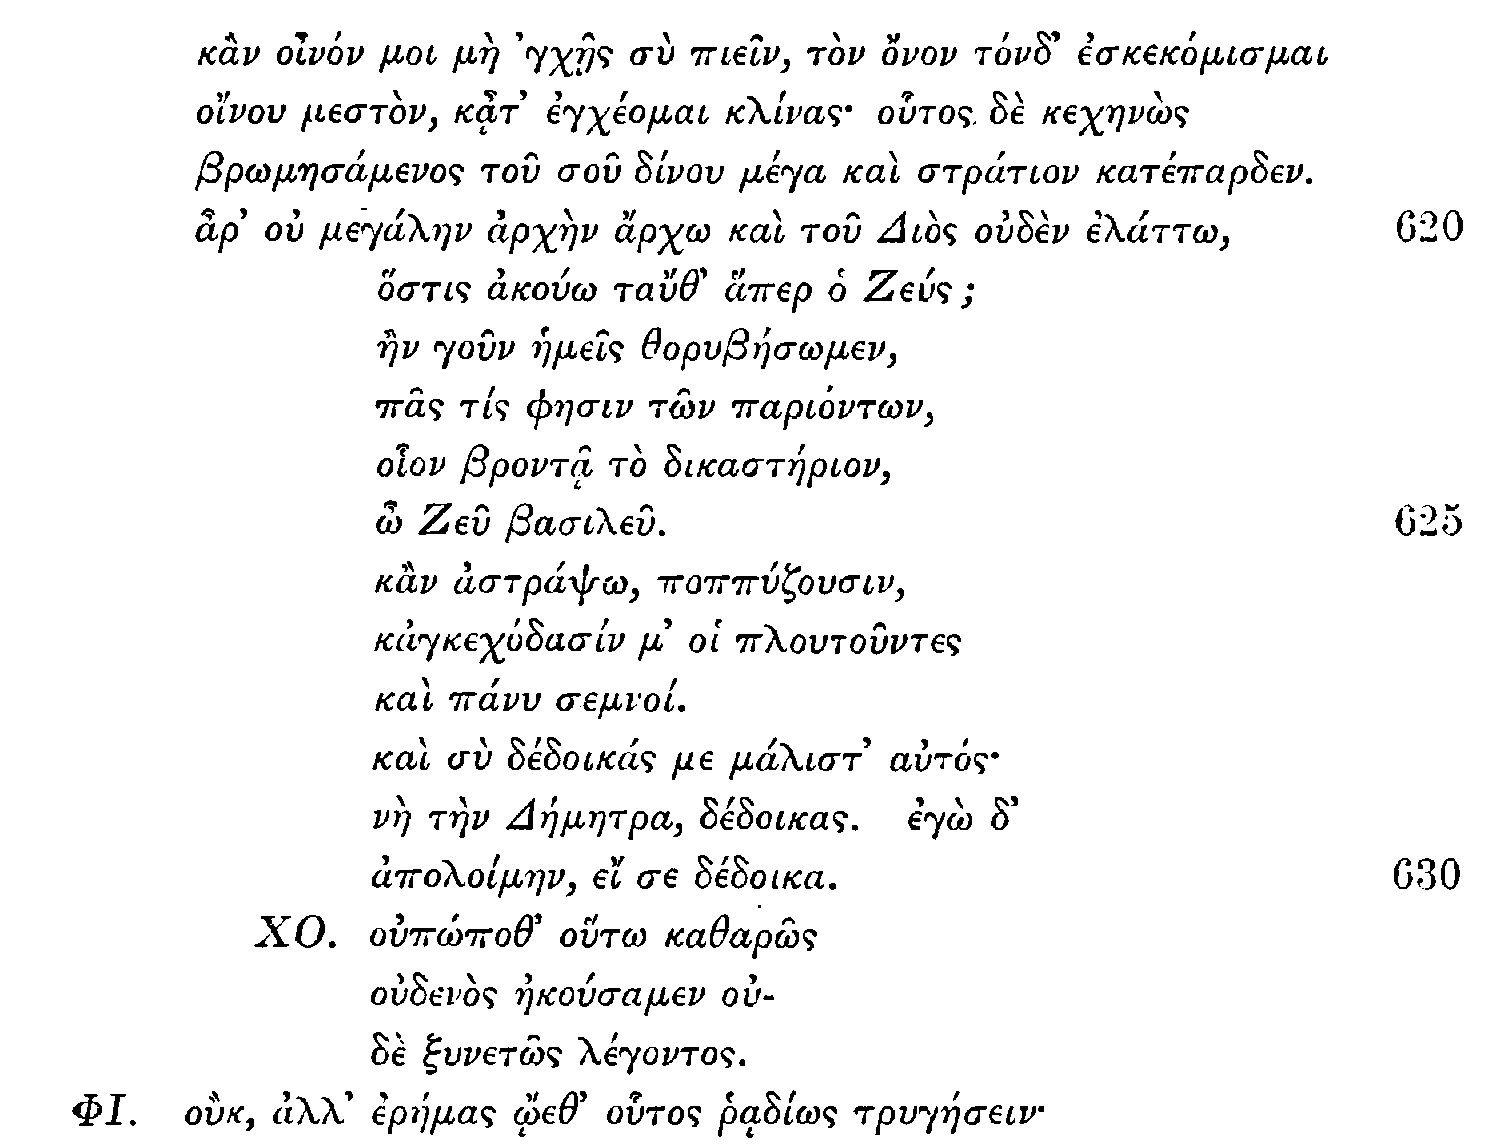 κἂν οἶνόν μοι μὴ ’γχῇς σὺ πιεῖν, τὸν ὄνον τόνδ’ ἐσκεκόμισμαι
οἴνου μεστὸν, κᾆτ’ ἐγχέομαι κλίνας· οὗτος δὲ κεχηνὼς
βρωμησάμενος τοῦ σοῦ δίνου μέγα καὶ στράτιον κατέπαρδεν.
ἆρ’ οὐ μεγάλην ἀρχὴν ἄρχω καὶ τοῦ Διὸς οὐδὲν ἐλάττω, 620
ὅστις ἀκούω ταὔθ’ ἅπερ ὁ Ζεύς;
ἢν γοῦν ἡμεῖς θορυβήσωμεν,
πᾶς τίς φησιν τῶν παριόντων,
οἷον βροντᾷ τὸ δικαστήριον,
ὦ Ζεῦ βασιλεῦ. 625
κἂν ἀστράψω, ποππύζουσιν,
κἀγκεχόδασίν μ’ οἱ πλουτοῦντες
καὶ πάνυ σεμνοί.
καὶ σὺ δέδοικάς με μάλιστ’ αὐτός·
νὴ τὴν Δήμητρα, δέδοικας. ἐγὼ δ’
ἀπολοίμην, εἴ σε δέδοικα. 630
ΧΟ. οὐπώποθ’ οὕτω καθαρῶς
οὐδενὸς ἠκούσαμεν οὐ-
δὲ ξυνετῶς λέγοντος.
ΦΙ. οὒκ, ἀλλ’ ἐρήμας ᾤεθ’ οὗτος ῥᾳδίως τρυγήσειν·